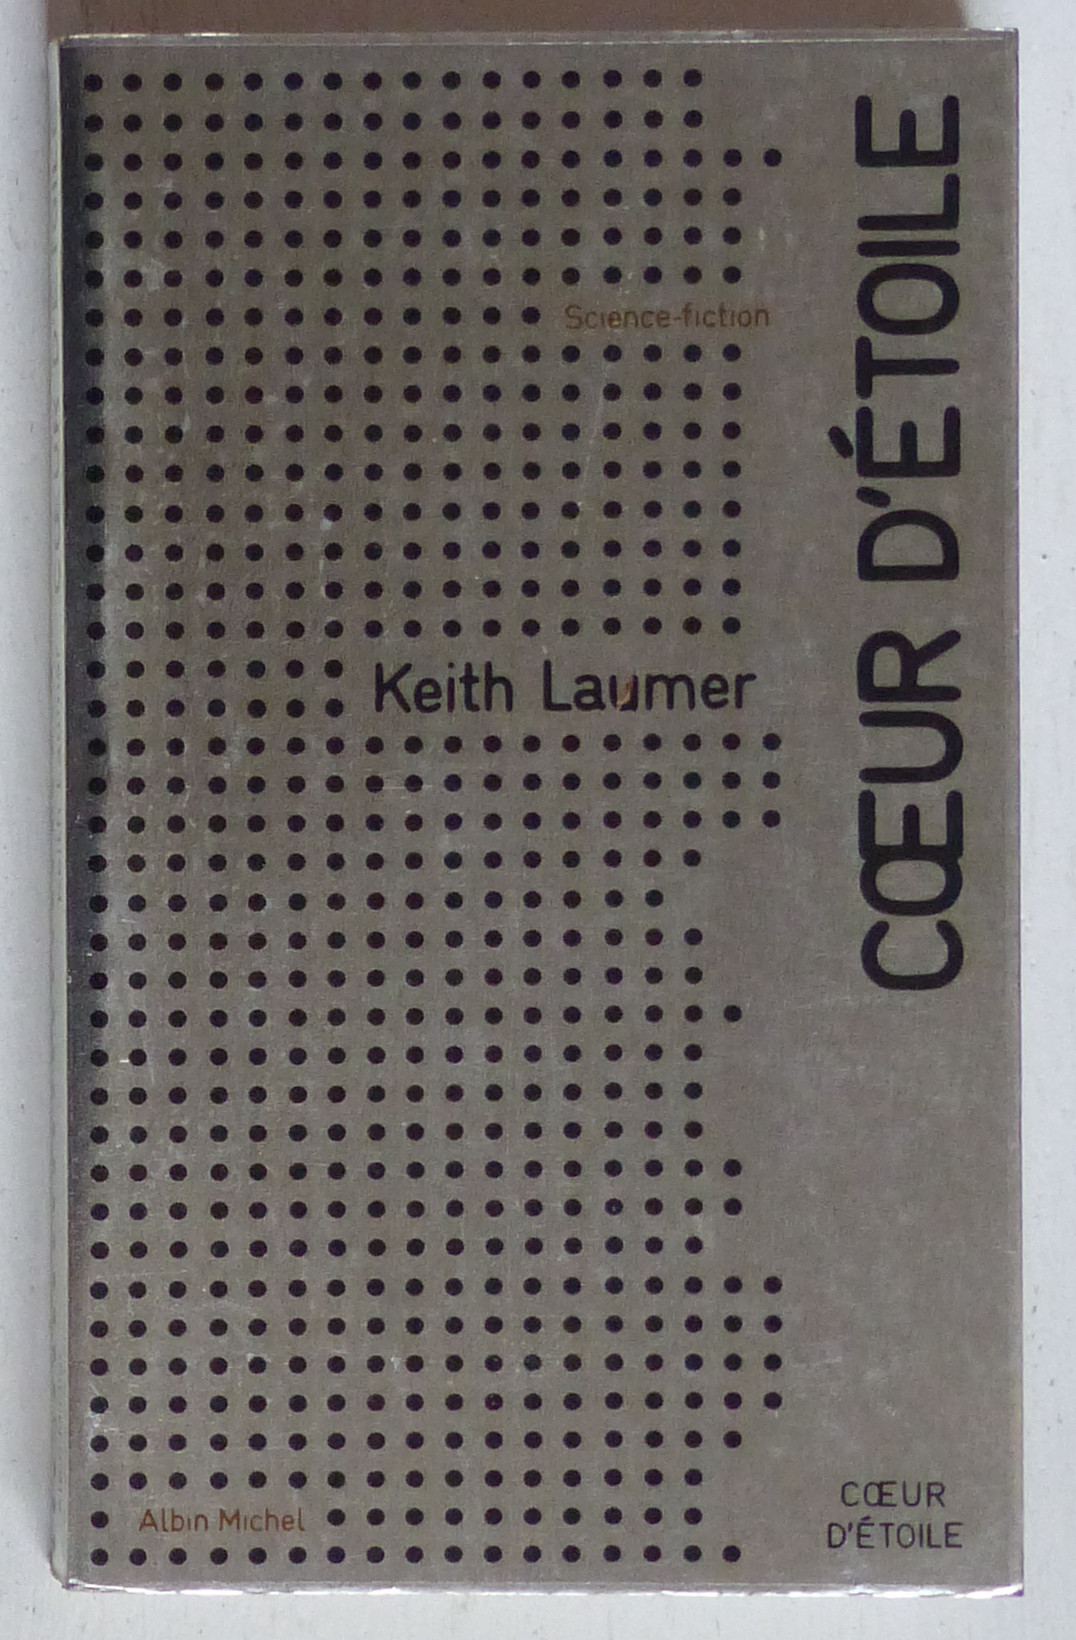 CŒUR D'ÉTOILE
Science-fiction
Keith Laumer
Albin Michel
CŒUR
D'ÉTOILE